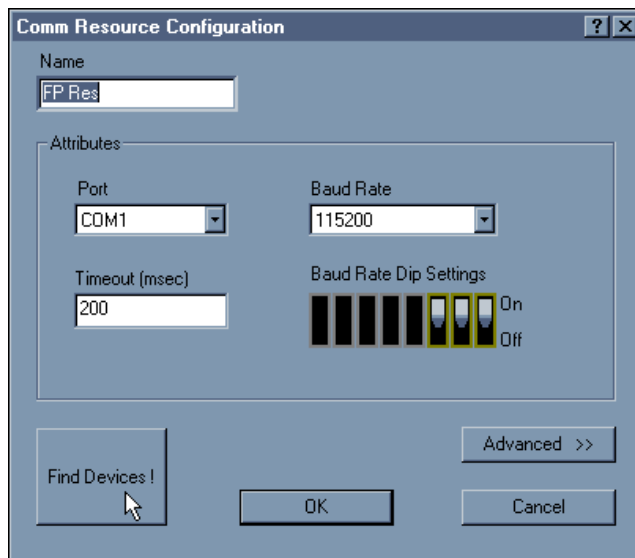 Comm Resource Configuration
Name
FP Res
Attributes
Port
Baud Rate
COM1
115200
Timeout (msec)
Baud Rate Dip Settings
200
On
Off
Find Devices !
Advanced >>
OK
Cancel